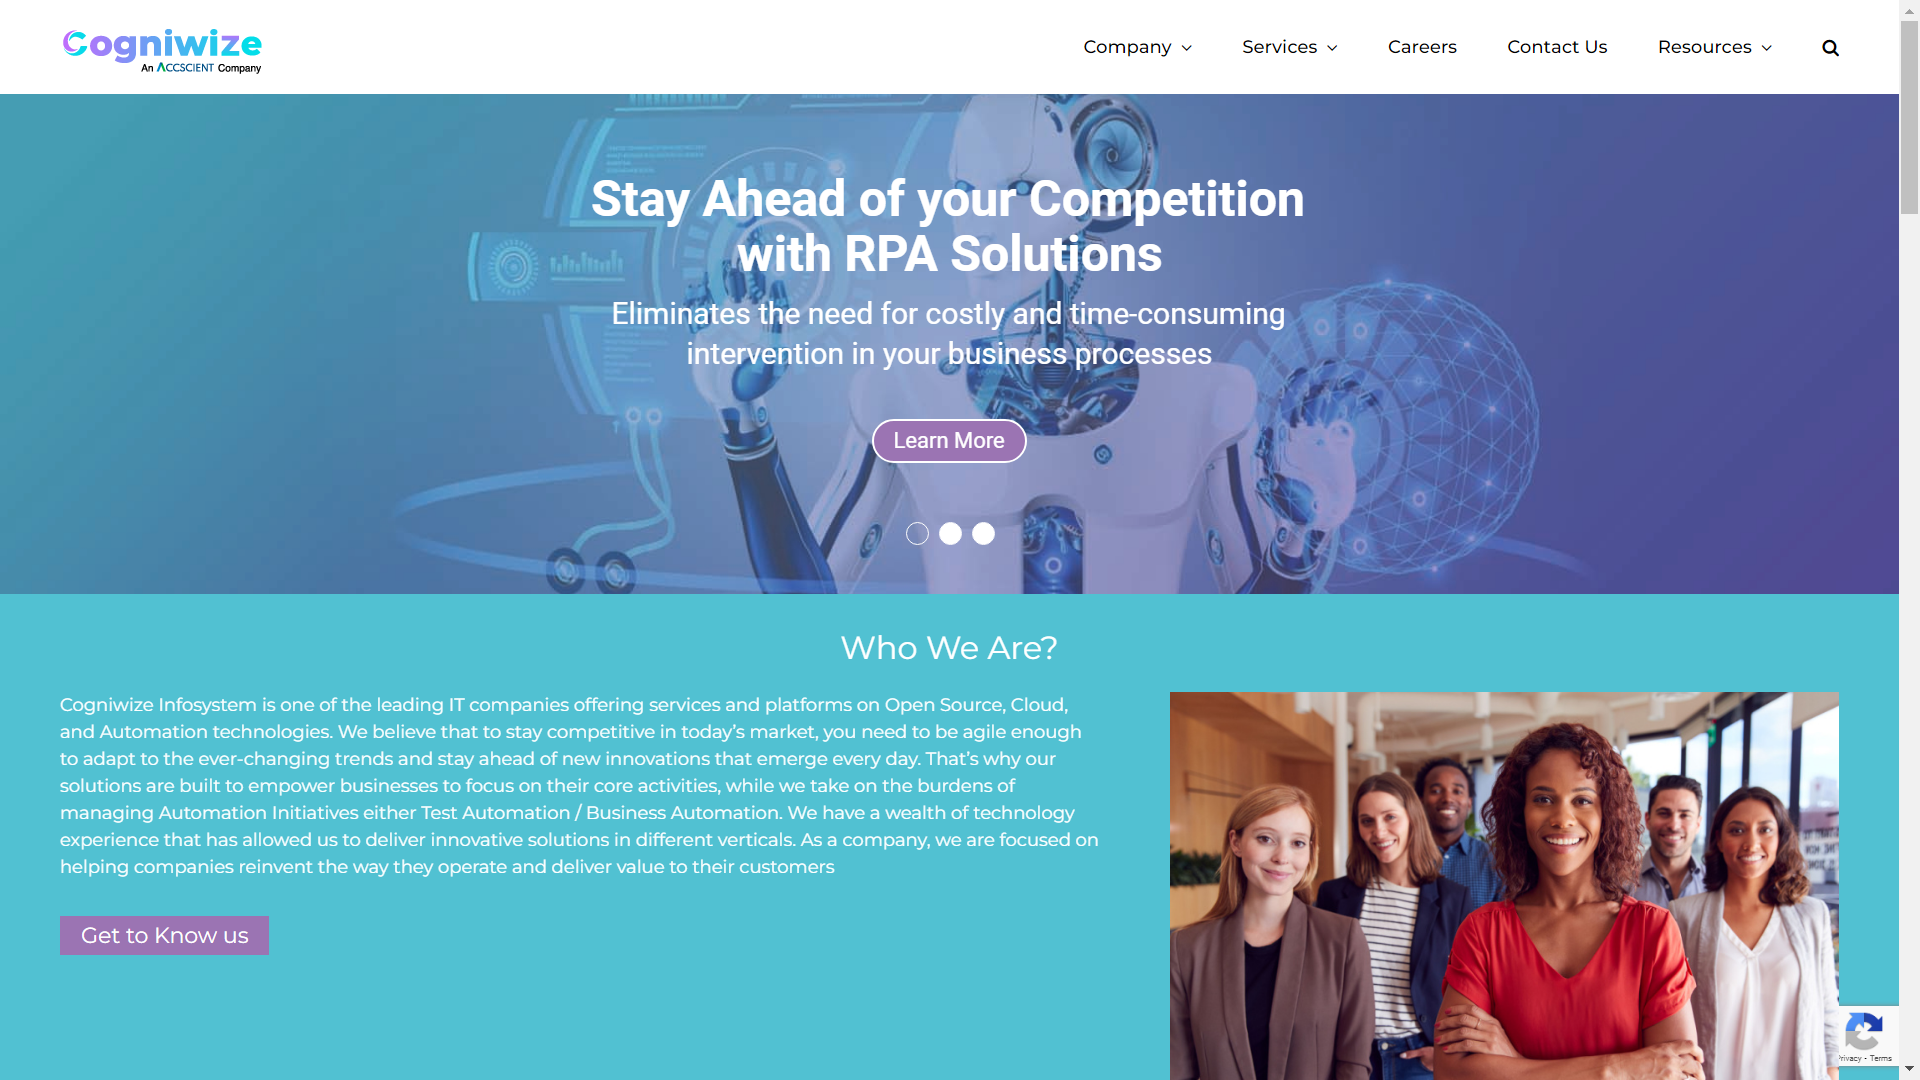 Cogniwize
An ACCSCIENT Company
Company
Services
Careers
Contact Us
Resources
Stay Ahead of your Competition
with RPA Solutions
Eliminates the need for costly and time-consuming
intervention in your business processes
Learn More
Who We Are?
Cogniwize Infosystem is one of the leading IT companies offering services and platforms on Open Source, Cloud,
and Automation technologies. We believe that to stay competitive in today’s market, you need to be agile enough
to adapt to the ever-changing trends and stay ahead of new innovations that emerge every day. That’s why our
solutions are built to empower businesses to focus on their core activities, while we take on the burdens of
managing Automation Initiatives either Test Automation / Business Automation. We have a wealth of technology
experience that has allowed us to deliver innovative solutions in different verticals. As a company, we are focused on
helping companies reinvent the way they operate and deliver value to their customers
Get to Know us
Privacy - Terms